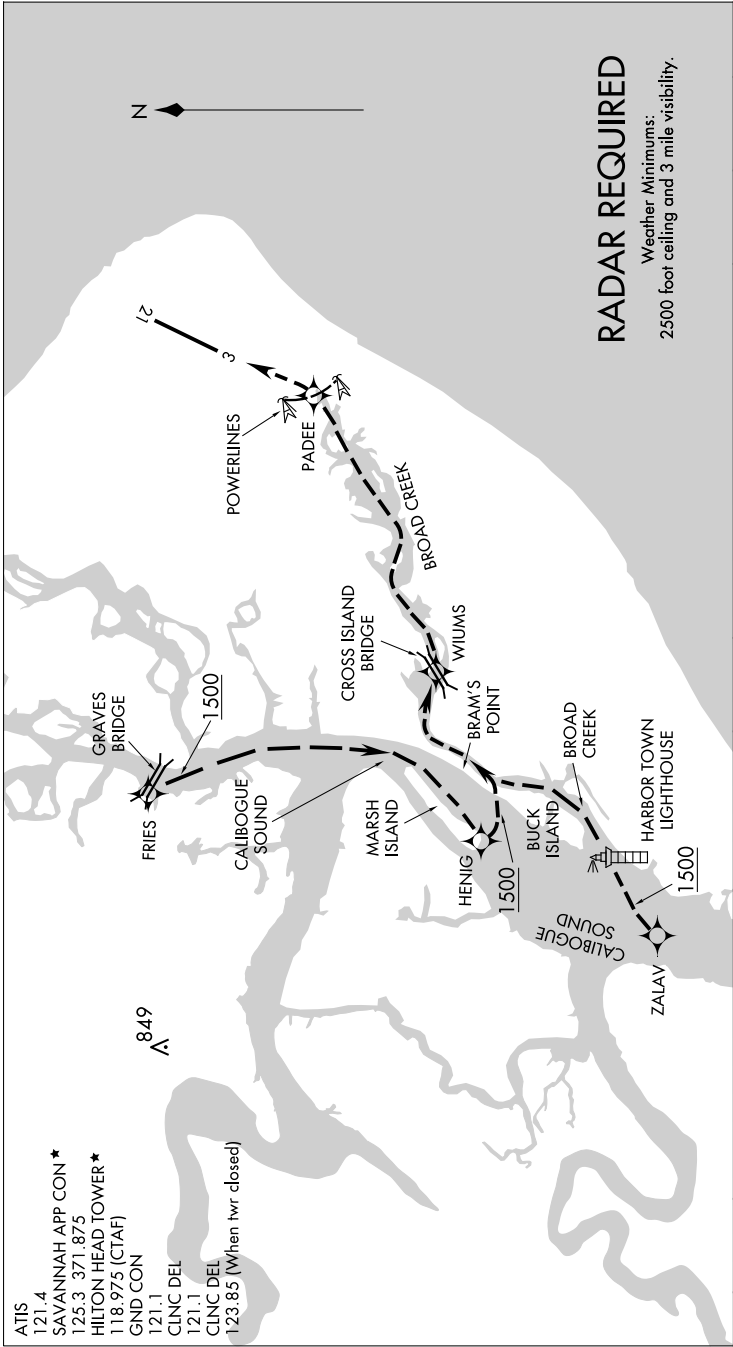 ATIS
121.4
SAVANNAH APP CON ★
125.3 371.875
HILTON HEAD TOWER ★
118.975 (CTAF)
GND CON
121.1
CLNC DEL
121.1
CLNC DEL
123.85 (When twr closed)
849
N
GRAVES
BRIDGE
FRIES
1500
CALIBOGUE
SOUND
MARSH
ISLAND
HENIG
1500
CROSS ISLAND
BRIDGE
WIUMS
BRAM'S
POINT
BUCK
ISLAND
BROAD
CREEK
HARBOR TOWN
LIGHTHOUSE
1500
CALIBOGUE
SOUND
ZALAV
POWERLINES
PADEE
BROAD CREEK
21
3
RADAR REQUIRED
Weather Minimums:
2500 foot ceiling and 3 mile visibility.